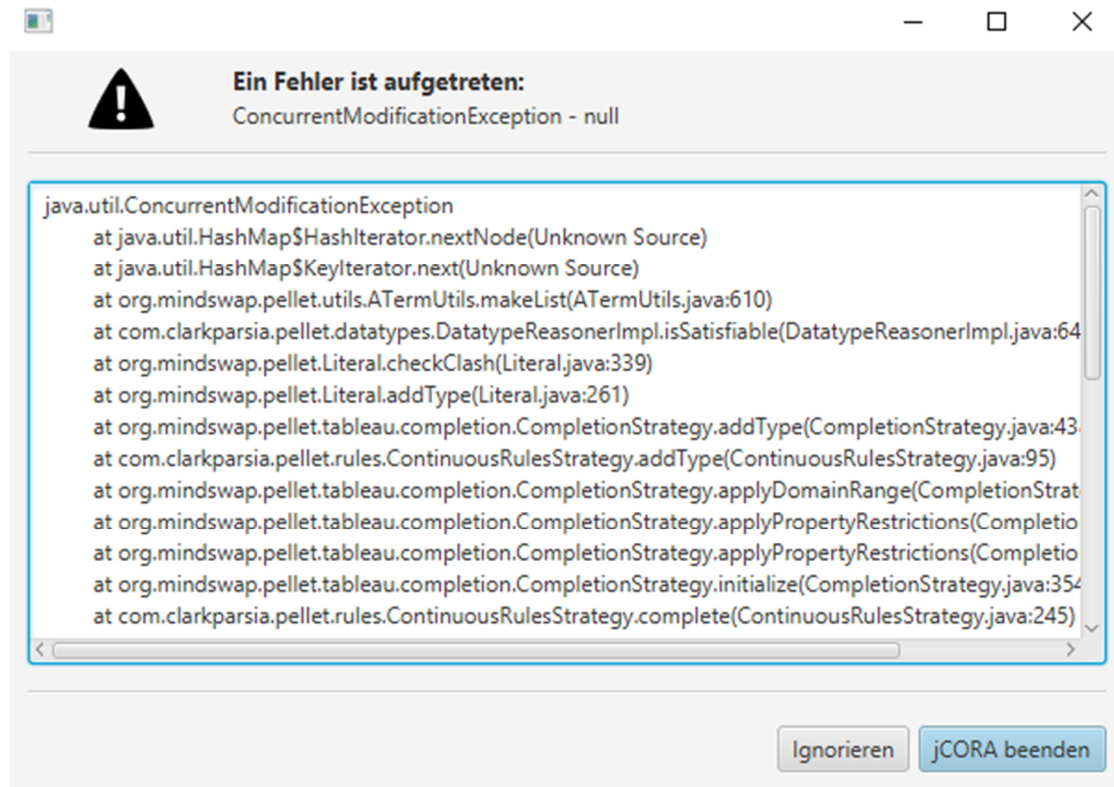 Ein Fehler ist aufgetreten:
ConcurrentModificationException - null
java.util.ConcurrentModificationException
at java.util.HashMap$HashIterator.nextNode(Unknown Source)
at java.util.HashMap$KeyIterator.next(Unknown Source)
at org.mindswap.pellet.utils.ATermUtils.makeList(ATermUtils.java:610)
at com.clarkparsia.pellet.datatypes.DatatypeReasonerImpl.isSatisfiable(DatatypeReasonerImpl.java:64
at org.mindswap.pellet.Literal.checkClash(Literal.java:339)
at org.mindswap.pellet.Literal.addType(Literal.java:261)
at org.mindswap.pellet.tableau.completion.CompletionStrategy.addType(CompletionStrategy.java:43
at com.clarkparsia.pellet.rules.ContinuousRulesStrategy.addType(ContinuousRulesStrategy.java:95)
at org.mindswap.pellet.tableau.completion.CompletionStrategy.applyDomainRange(CompletionStrat
at org.mindswap.pellet.tableau.completion.CompletionStrategy.applyPropertyRestrictions(Completio
at org.mindswap.pellet.tableau.completion.CompletionStrategy.applyPropertyRestrictions(Completio
at org.mindswap.pellet.tableau.completion.CompletionStrategy.initialize(CompletionStrategy.java:354
at com.clarkparsia.pellet.rules.ContinuousRulesStrategy.complete(ContinuousRulesStrategy.java:245)
Ignorieren
jCORA beenden